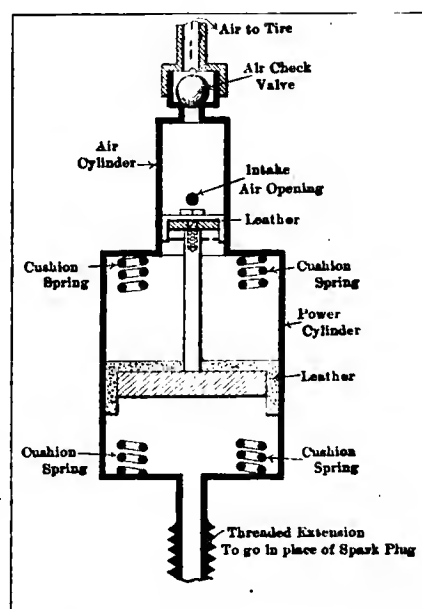 Air to Tire
Air Check
Valve
Air
Cylinder
Intake
Air Opening
Leather
Cushion
Spring
Cushion
Spring
Power
Cylinder
Leather
Cushion
Spring
Cushion
Spring
Threaded Extension
To go in place of Spark Plug